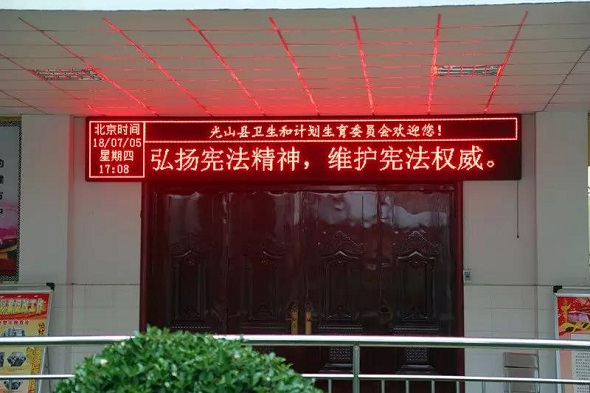 北京时间
18/07/05
星期四
17:08
光山县卫生和计划生育委员会欢迎您!
弘扬宪法精神，维护宪法权威。